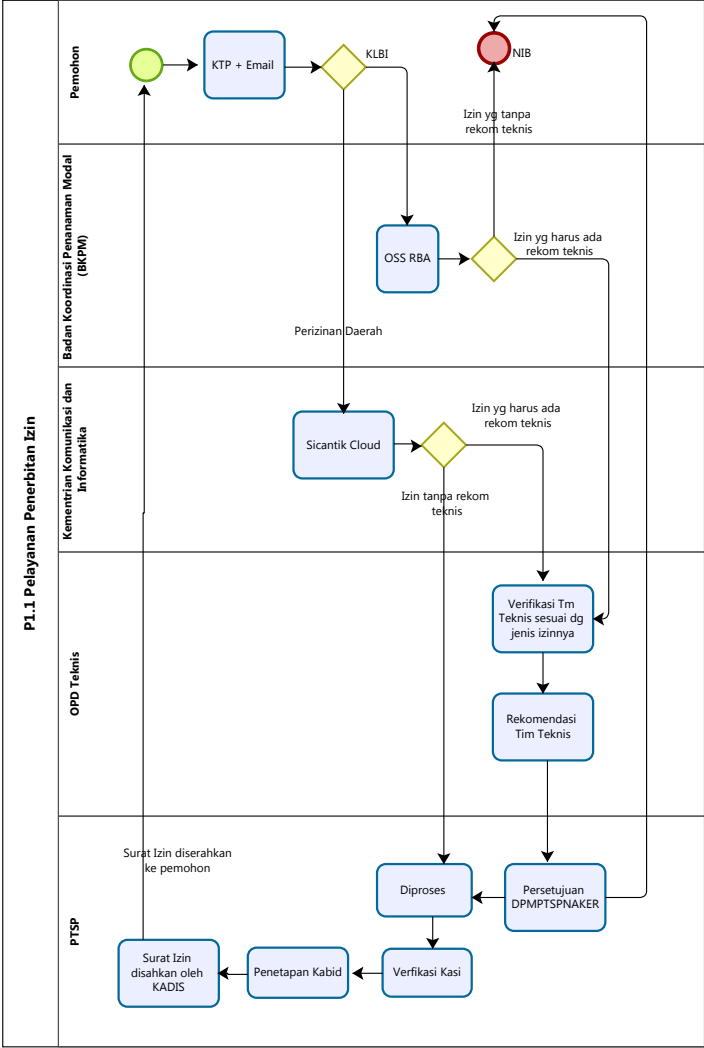 P1.1 Pelayanan Penerbitan Izin
Pemohon
KTP + Email
KLBI
NIB
Izin yg tanpa
rekom teknis
Badan Koordinasi Penanaman Modal
(BKPM)
OSS RBA
Izin yg harus ada
rekom teknis
Perizinan Daerah
Kementrian Komunikasi dan
Informatika
Sicantik Cloud
Izin yg harus ada
rekom teknis
Izin tanpa rekom
teknis
OPD Teknis
Verifikasi Tm
Teknis sesuai dg
jenis izinnya
Rekomendasi
Tim Teknis
PTSP
Surat Izin diserahkan
ke pemohon
Diproses
Persetujuan
DPMPTSPNAKER
Surat Izin
disahkan oleh
KADIS
Penetapan Kabid
Verfikasi Kasi